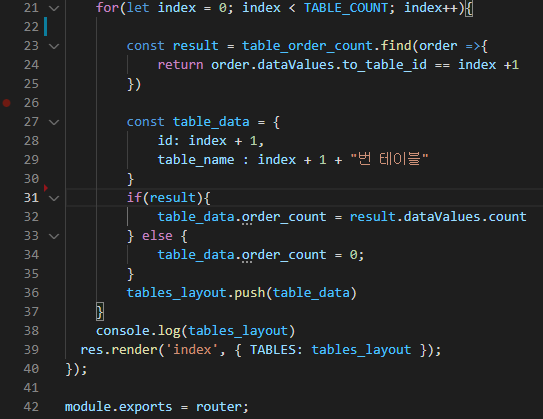 21 for(let index = 0; index < TABLE_COUNT; index++){
22
23 const result = table_order_count.find(order =>{
24 return order.dataValues.to_table_id == index +1
25 })
26
27 const table_data = {
28 id: index + 1,
29 table_name : index + 1 + "번 테이블"
30 }
31 if(result){
32 table_data.order_count = result.dataValues.count
33 } else {
34 table_data.order_count = 0;
35 }
36 tables_layout.push(table_data)
37 }
38 console.log(tables_layout)
39 res.render('index', { TABLES: tables_layout });
40 });
41
42 module.exports = router;